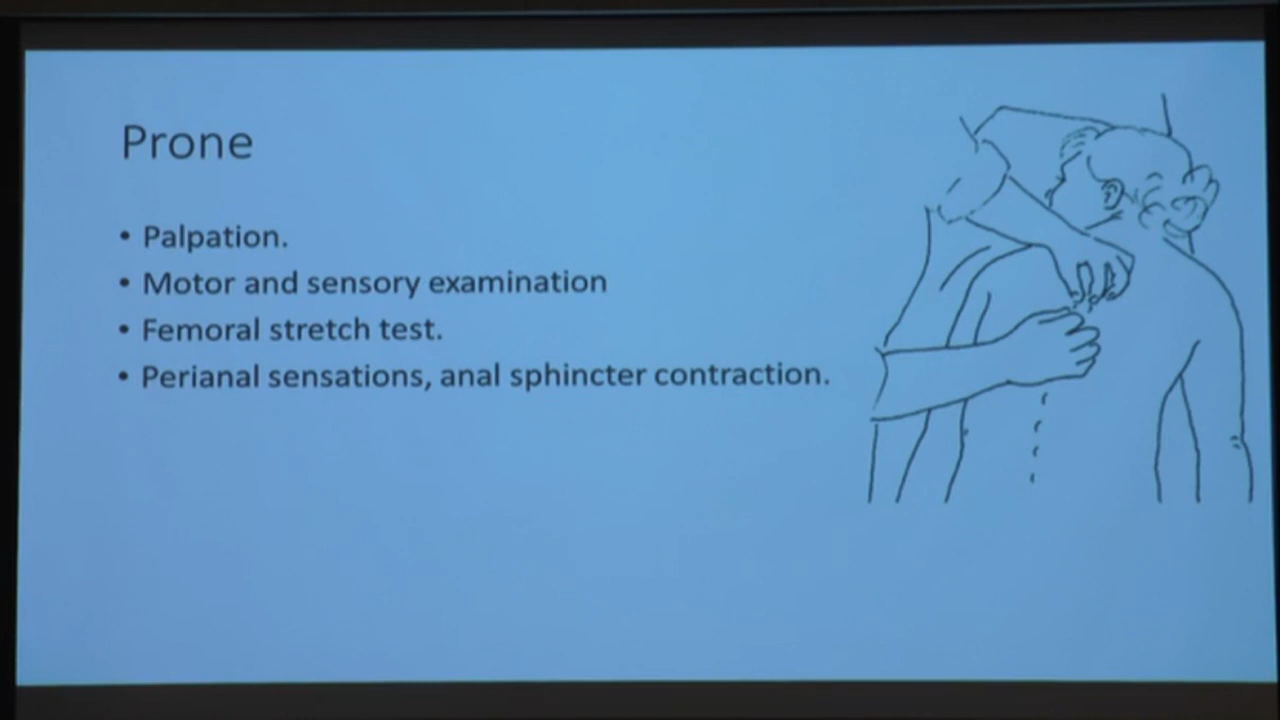 Prone
• Palpation.
• Motor and sensory examination
• Femoral stretch test.
• Perianal sensations, anal sphincter contraction.